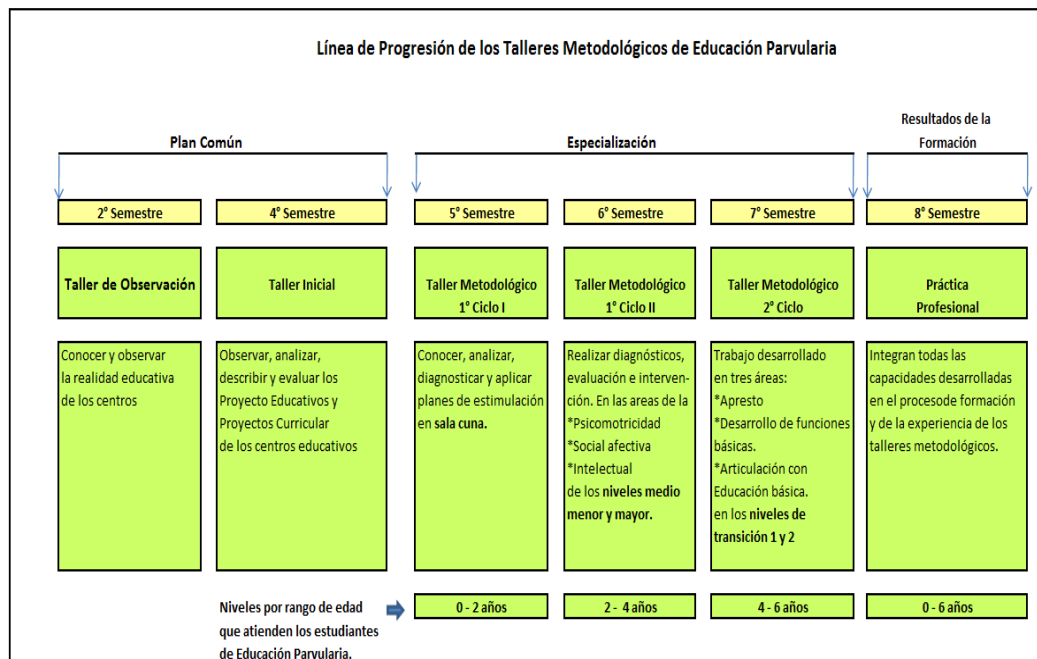 Línea de Progresión de los Talleres Metodológicos de Educación Parvularia
Plan Común
Especialización
Resultados de la
Formación
2° Semestre
4° Semestre
5° Semestre
6° Semestre
7° Semestre
8° Semestre
Taller de Observación
Taller Inicial
Taller Metodológico
1° Ciclo I
Taller Metodológico
1° Ciclo II
Taller Metodológico
2° Ciclo
Práctica
Profesional
Conocer y observar
la realidad educativa
de los centros
Observar, analizar,
describir y evaluar los
Proyecto Educativos y
Proyectos Curricular
de los centros educativos
Conocer, analizar,
diagnosticar y aplicar
planes de estimulación
en sala cuna.
Realizar diagnósticos,
evaluación e interven-
ción. En las areas de la
*Psicomotricidad
*Social afectiva
*Intelectual
de los niveles medio
menor y mayor.
Trabajo desarrollado
en tres áreas:
*Apresto
*Desarrollo de funciones
básicas.
*Articulación con
Educación básica.
en los niveles de
transición 1 y 2
Integran todas las
capacidades desarrolladas
en el procesode formación
y de la experiencia de los
talleres metodológicos.
Niveles por rango de edad
que atienden los estudiantes
de Educación Parvularia.
0 - 2 años
2 - 4 años
4 - 6 años
0 - 6 años